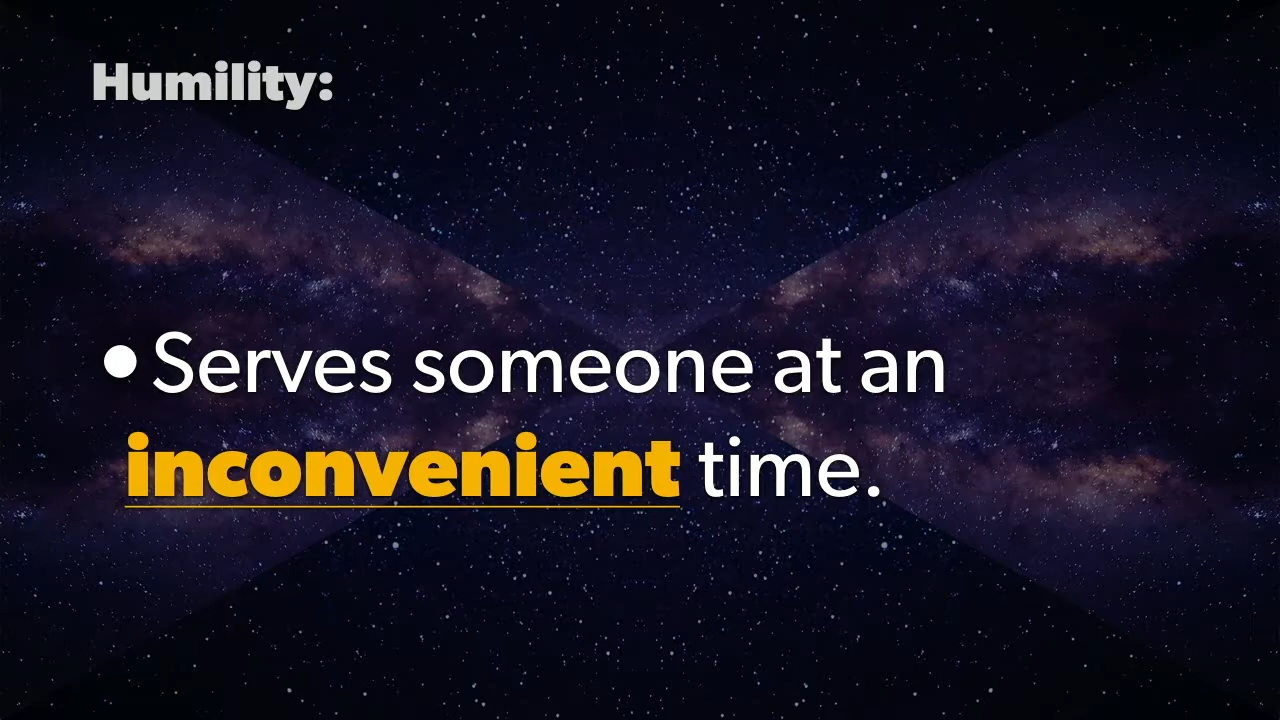 Humility:
•Serves someone at an
inconvenient time.